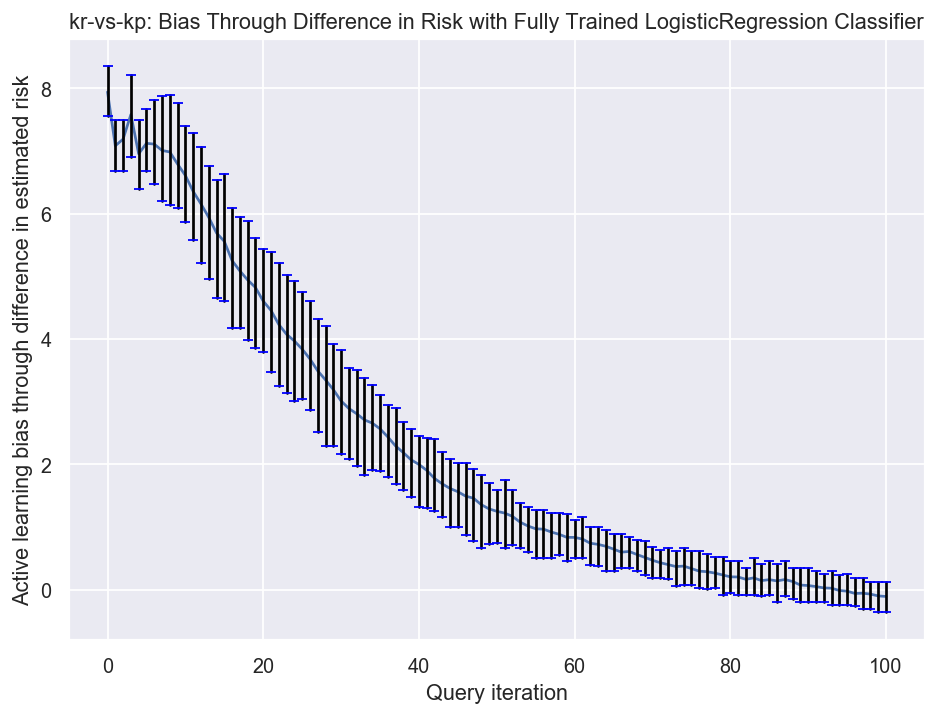 kr-vs-kp: Bias Through Difference in Risk with Fully Trained LogisticRegression Classifier
Active learning bias through difference in estimated risk
8
6
4
2
0
0 20 40 60 80 100
Query iteration